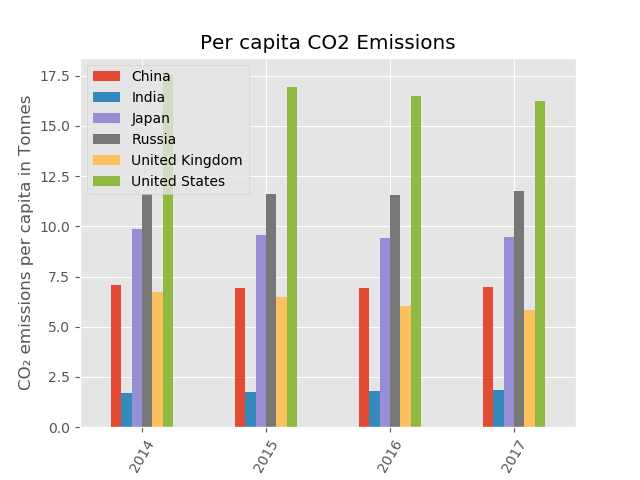 Per capita CO2 Emissions
CO₂ emissions per capita in Tonnes
17.5
15.0
12.5
10.0
7.5
5.0
2.5
0.0
China
India
Japan
Russia
United Kingdom
United States
2014
2015
2016
2017